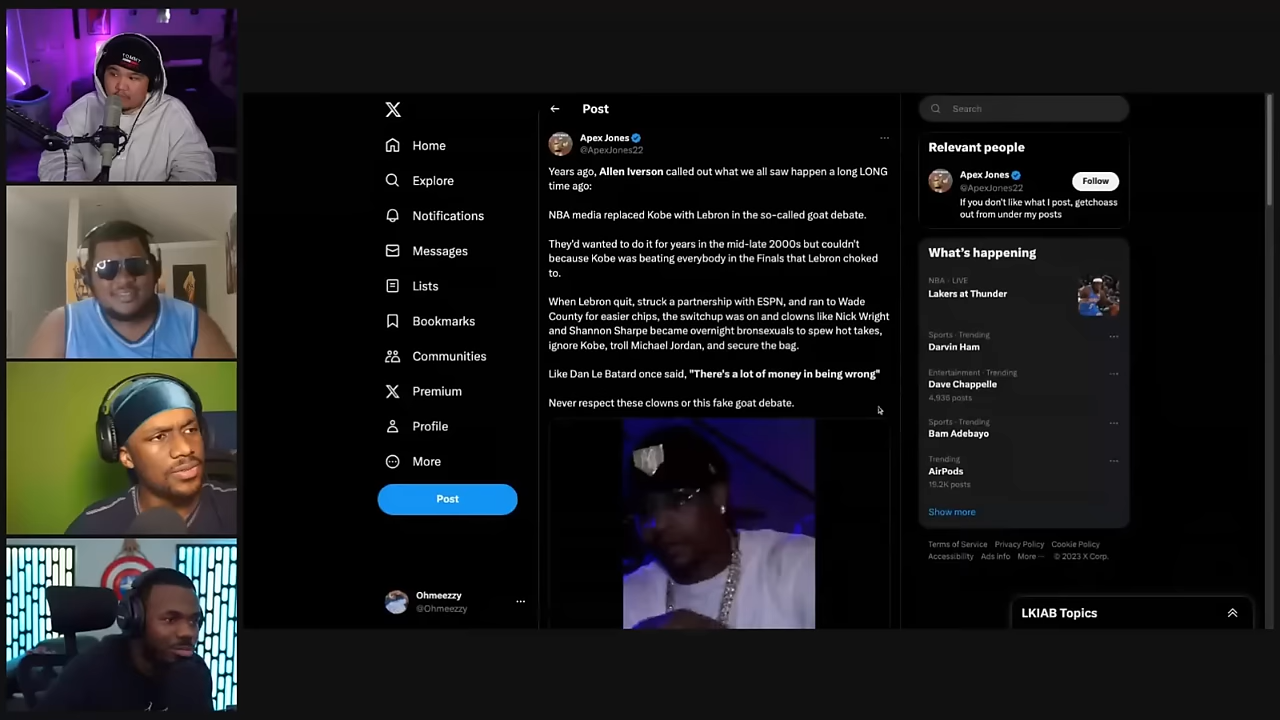 TOMMY
Home
Explore
Notifications
Messages
Lists
Bookmarks
Communities
Premium
Profile
More
Post
Ohmeezzy
@Ohmeezzy
Post
Apex Jones
@ApexJones22
Years ago, Allen Iverson called out what we all saw happen a long LONG
time ago:
NBA media replaced Kobe with Lebron in the so-called goat debate.
They'd wanted to do it for years in the mid-late 2000s but couldn't
because Kobe was beating everybody in the Finals that Lebron choked
to.
When Lebron quit, struck a partnership with ESPN, and ran to Wade
County for easier chips, the switchup was on and clowns like Nick Wright
and Shannon Sharpe became overnight bronsexuals to spew hot takes,
ignore Kobe, troll Michael Jordan, and secure the bag.
Like Dan Le Batard once said, "There's a lot of money in being wrong"
Never respect these clowns or this fake goat debate.
Search
Relevant people
Apex Jones
@ApexJones22
Follow
If you don't like what I post, getchoass
out from under my posts
What's happening
NBA · LIVE
Lakers at Thunder
Sports · Trending
Darvin Ham
Entertainment · Trending
Dave Chappelle
4,936 posts
Sports · Trending
Bam Adebayo
Trending
AirPods
15.2K posts
Show more
Terms of Service Privacy Policy Cookie Policy
Accessibility Ads info More ··· © 2023 X Corp.
LKIAB Topics